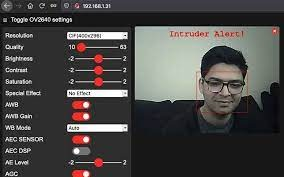 192.168.1.31
Toggle OV2640 settings
Resolution CIF(400x296)
Quality 10 63
Brightness -2 2
Contrast -2 2
Saturation -2 2
Special Effect No Effect
AWB
AWB Gain
WB Mode Auto
AEC SENSOR
AEC DSP
AE Level -2 2
AGC
Intruder Alert!